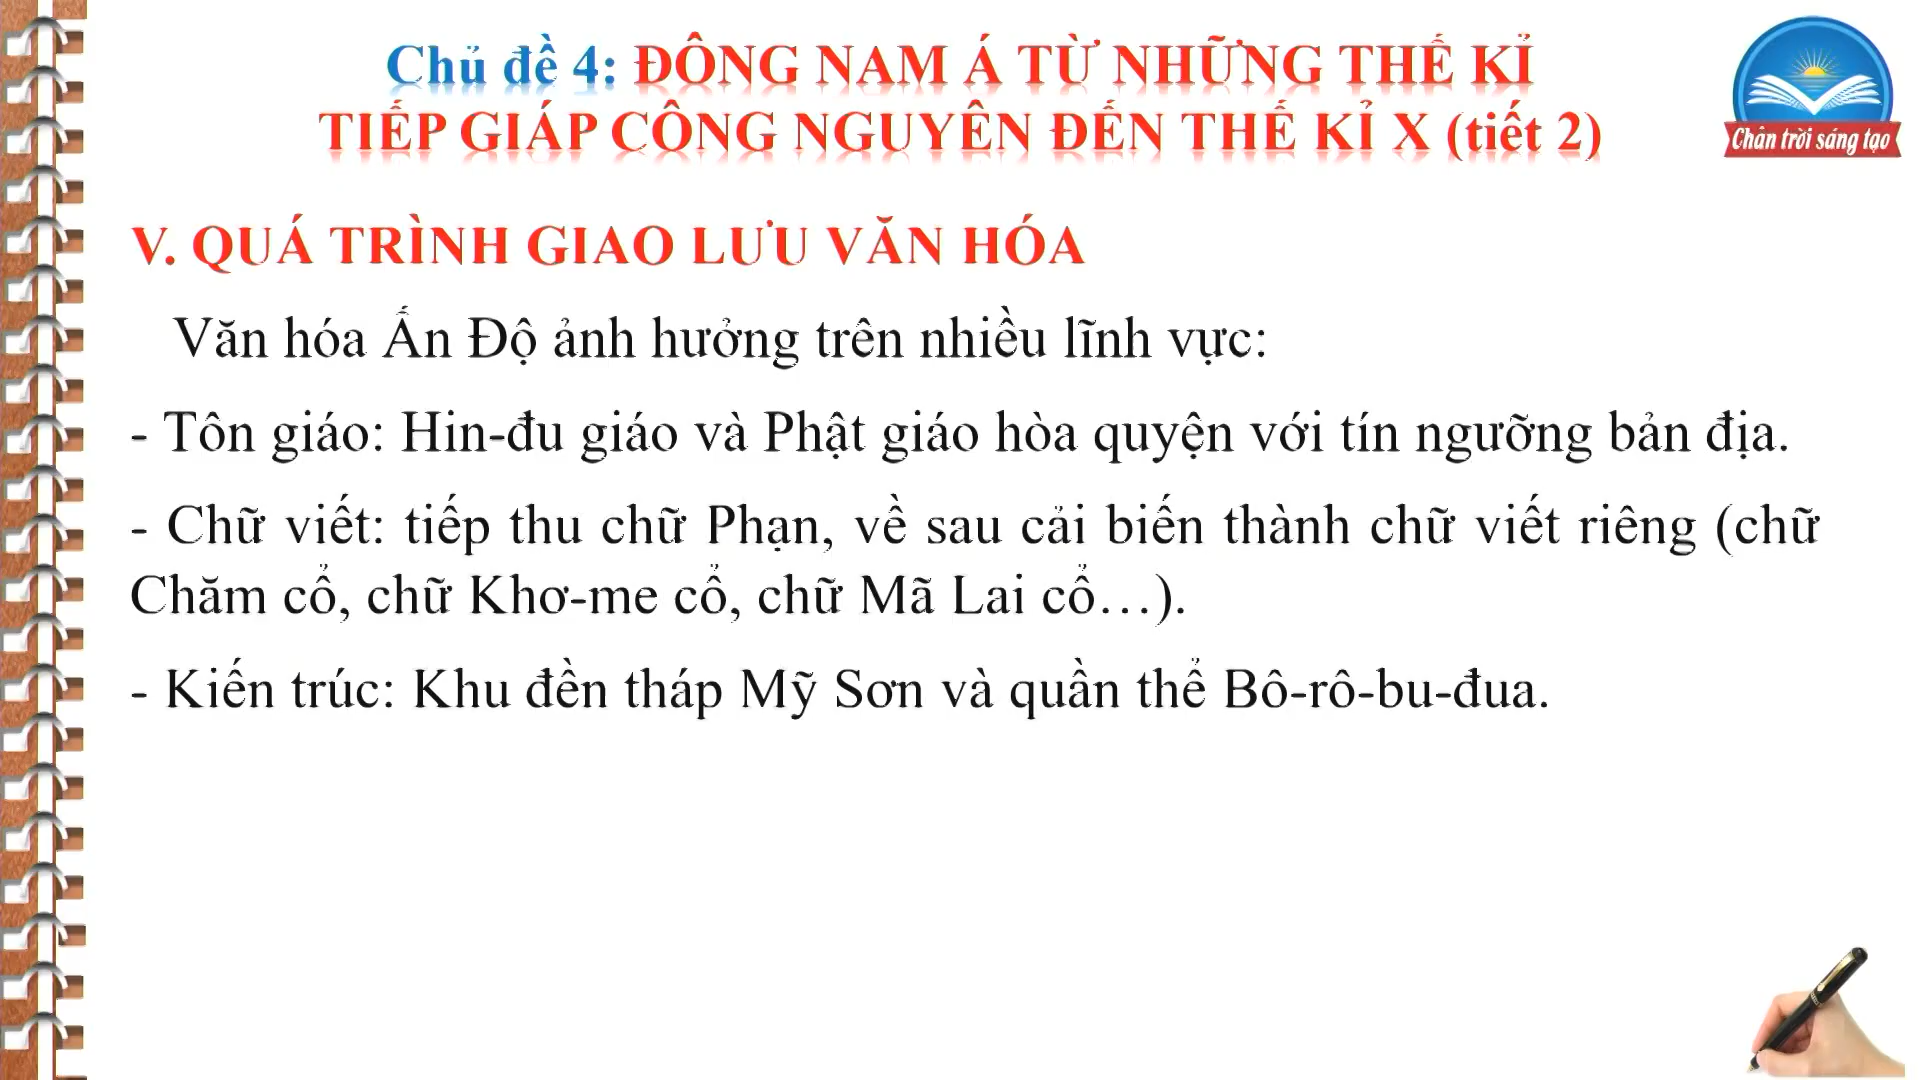 Chủ đề 4: ĐÔNG NAM Á TỪ NHỮNG THẾ KỈ
TIẾP GIÁP CÔNG NGUYÊN ĐẾN THẾ KỈ X (tiết 2)
Chân trời sáng tạo
V. QUÁ TRÌNH GIAO LƯU VĂN HÓA
Văn hóa Ấn Độ ảnh hưởng trên nhiều lĩnh vực:
- Tôn giáo: Hin-đu giáo và Phật giáo hòa quyện với tín ngưỡng bản địa.
- Chữ viết: tiếp thu chữ Phạn, về sau cải biến thành chữ viết riêng (chữ
Chăm cổ, chữ Khơ-me cổ, chữ Mã Lai cổ…).
- Kiến trúc: Khu đền tháp Mỹ Sơn và quần thể Bô-rô-bu-đua.